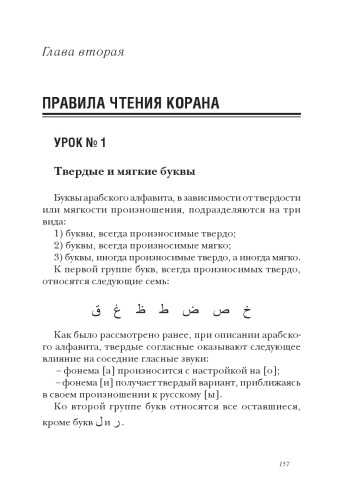 Глава вторая
ПРАВИЛА ЧТЕНИЯ КОРАНА
УРОК № 1
Твердые и мягкие буквы
Буквы арабского алфавита, в зависимости от твердости
или мягкости произношения, подразделяются на три
вида:
1) буквы, всегда произносимые твердо;
2) буквы, всегда произносимые мягко;
3) буквы, иногда произносимые твердо, а иногда мягко.
К первой группе букв, всегда произносимых твердо,
относятся следующие семь:
خ ص ض ط ظ غ ق
Как было рассмотрено ранее, при описании арабско-
го алфавита, твердые согласные оказывают следующее
влияние на соседние гласные звуки:
– фонема [а] произносится с настройкой на [о];
– фонема [и] получает твердый вариант, приближаясь
в своем произношении к русскому [ы].
Ко второй группе букв относятся все оставшиеся,
кроме букв ل и ر.
157